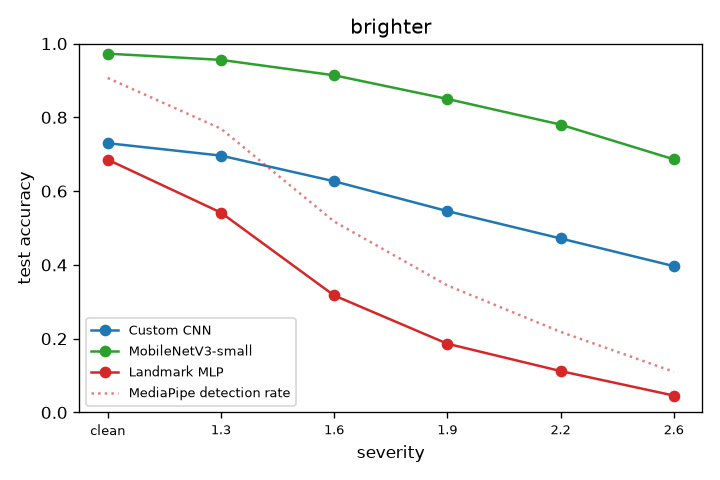 brighter
test accuracy
1.0
0.8
0.6
0.4
0.2
0.0
Custom CNN
MobileNetV3-small
Landmark MLP
MediaPipe detection rate
clean 1.3 1.6 1.9 2.2 2.6
severity